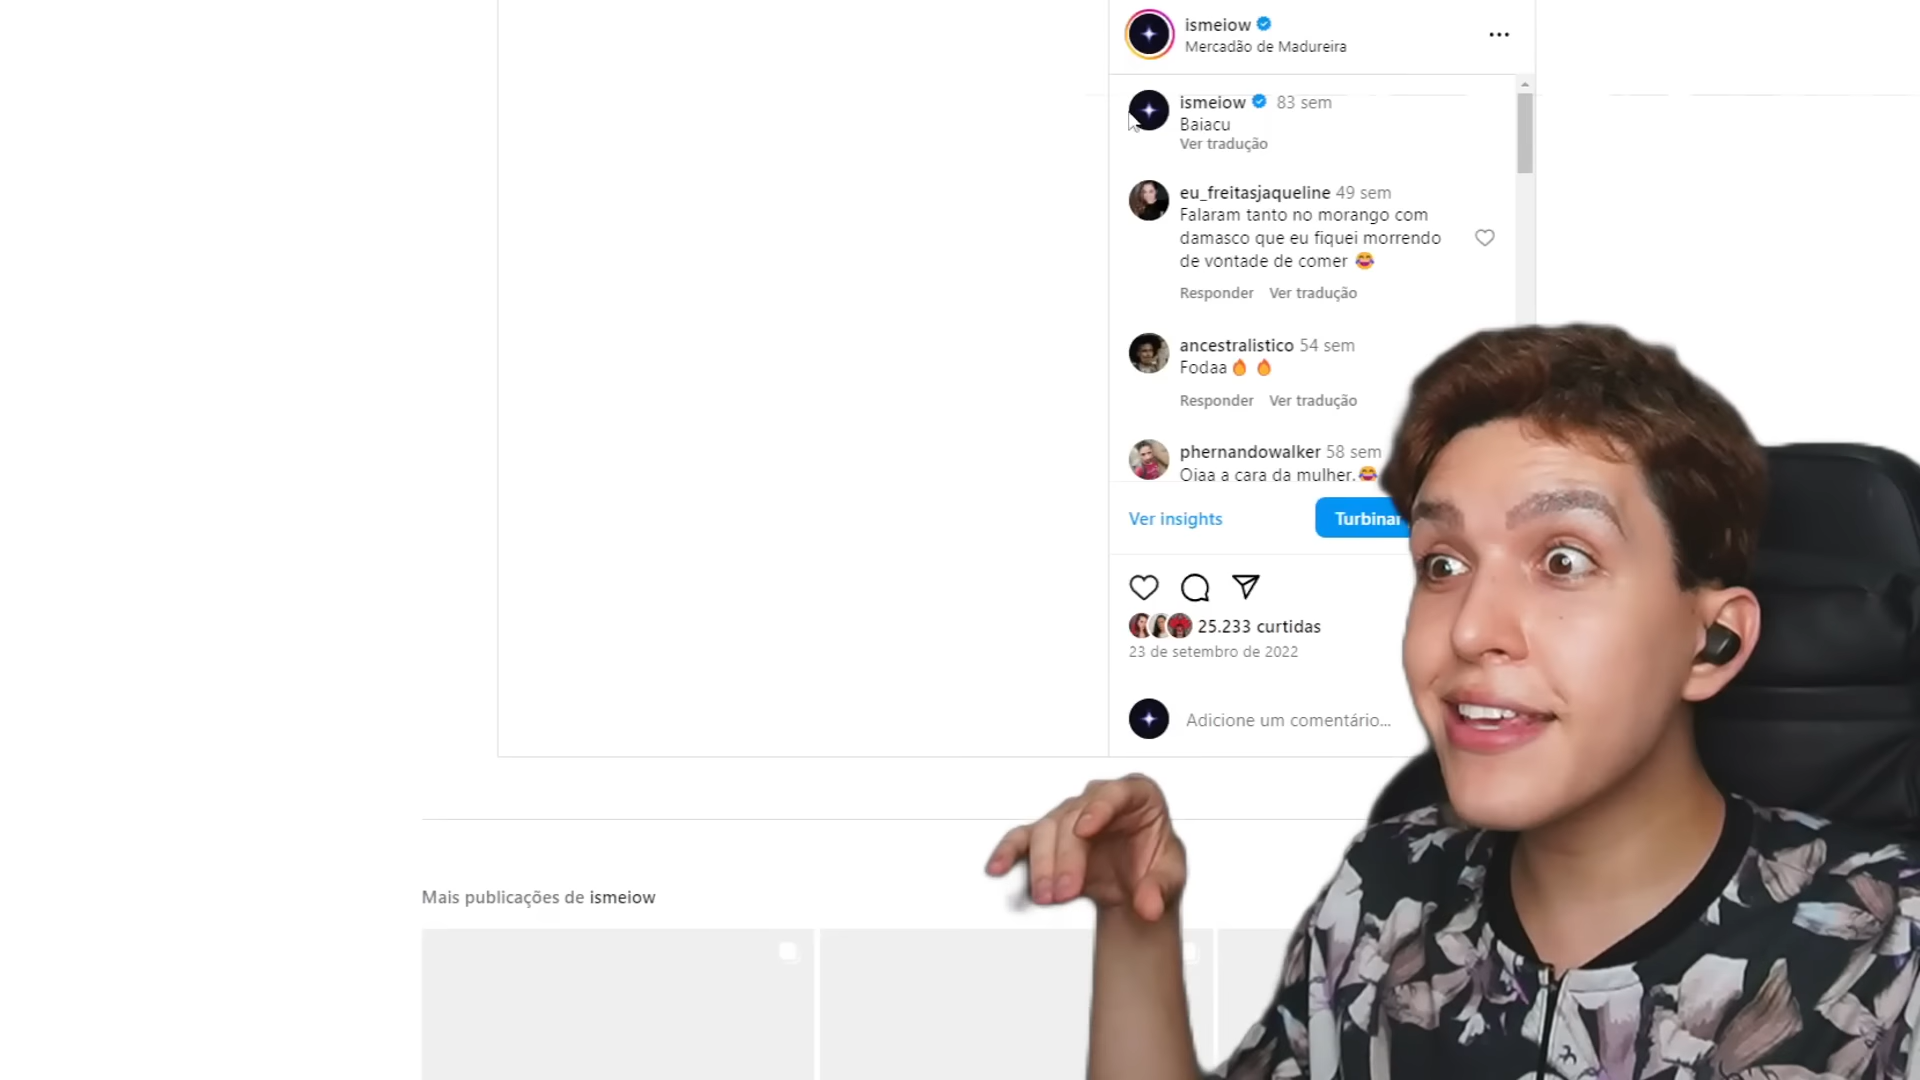 ismeiow
Mercadão de Madureira
ismeiow 83 sem
Baiacu
Ver tradução
eu_freitasjaqueline 49 sem
Falaram tanto no morango com
damasco que eu fiquei morrendo
de vontade de comer 😂
Responder Ver tradução
ancestralistico 54 sem
Fodaa🔥 🔥
Responder Ver tradução
phernandowalker 58 sem
Oiaa a cara da mulher.😂
Ver insights
Turbinar
25.233 curtidas
23 de setembro de 2022
Adicione um comentário...
Mais publicações de ismeiow